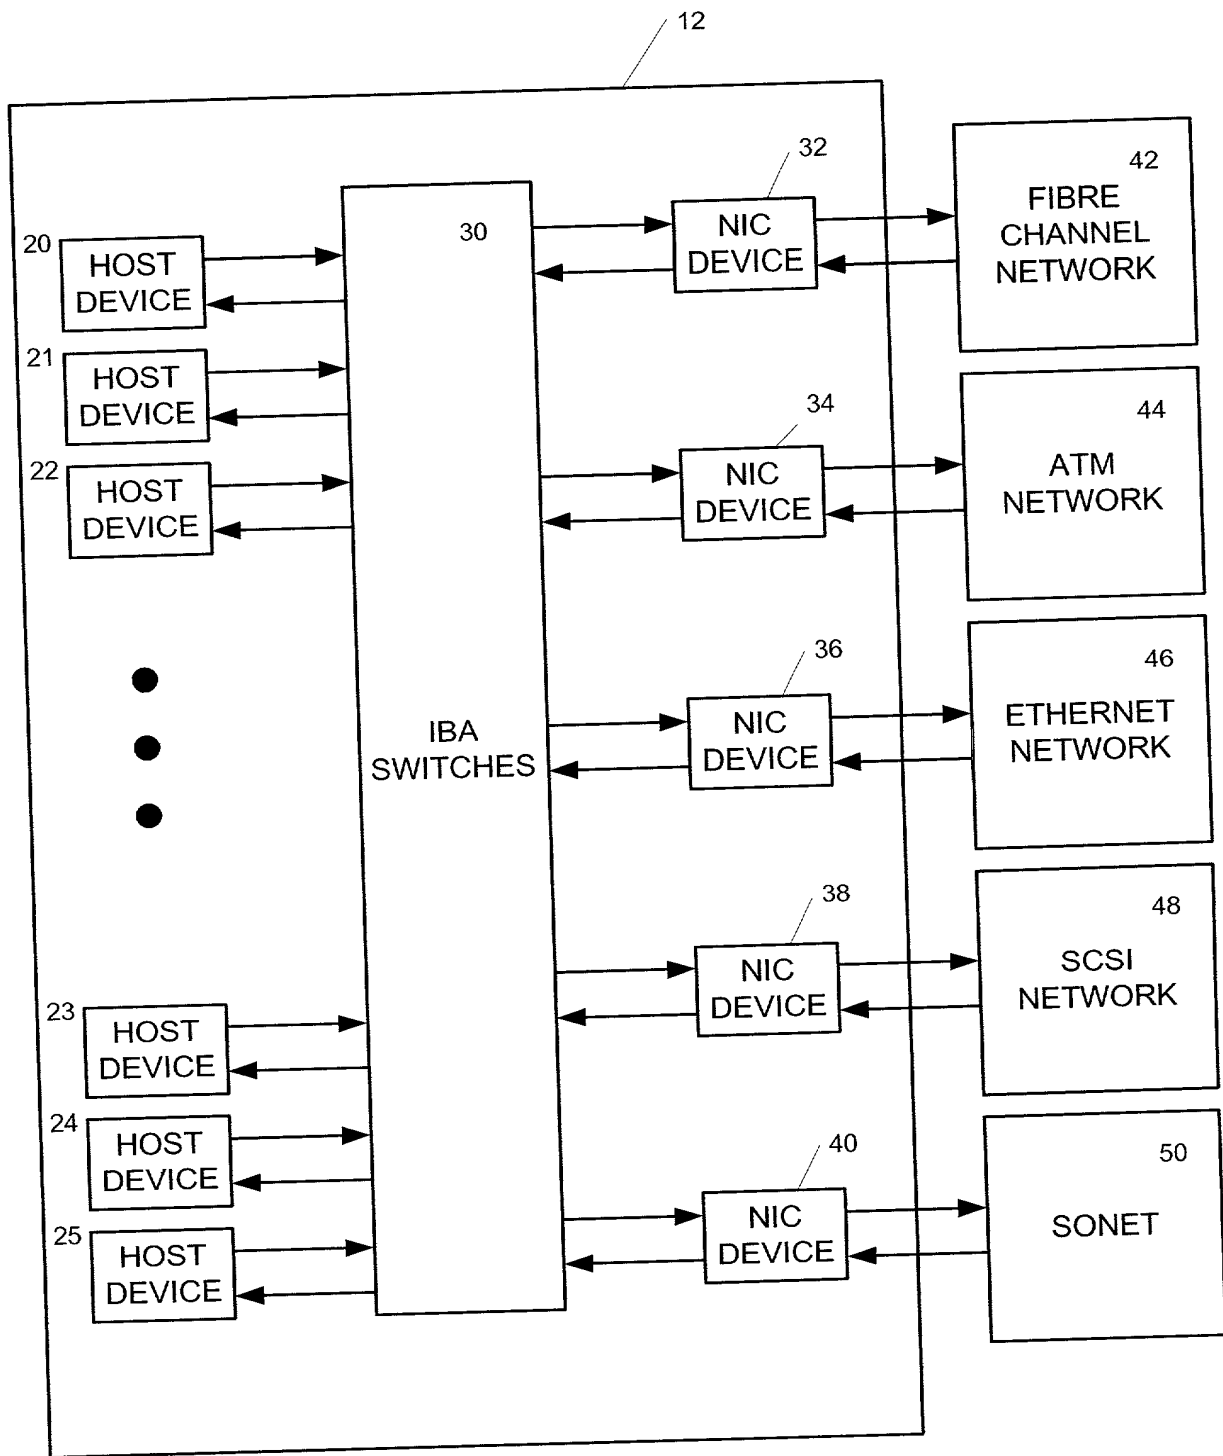 12
32
42
FIBRE
CHANNEL
NETWORK
NIC
DEVICE
30
20
HOST
DEVICE
21
HOST
DEVICE
34
44
ATM
NETWORK
NIC
DEVICE
22
HOST
DEVICE
36
46
ETHERNET
NETWORK
NIC
DEVICE
IBA
SWITCHES
38
48
SCSI
NETWORK
NIC
DEVICE
23
HOST
DEVICE
24
HOST
DEVICE
40
50
SONET
NIC
DEVICE
25
HOST
DEVICE